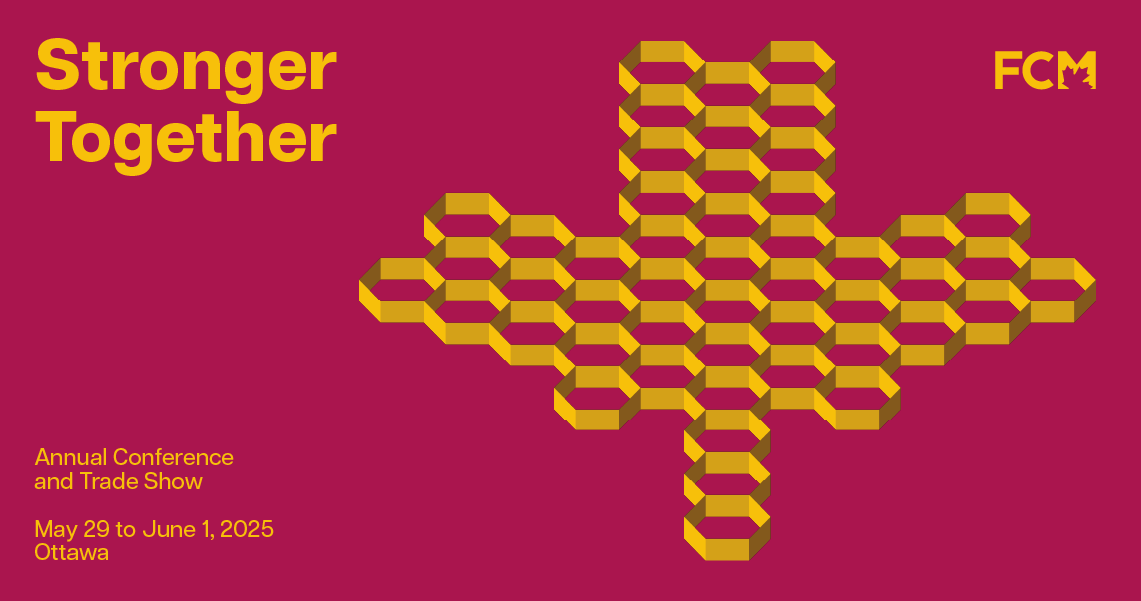 Stronger
Together
FCM
Annual Conference
and Trade Show
May 29 to June 1, 2025
Ottawa